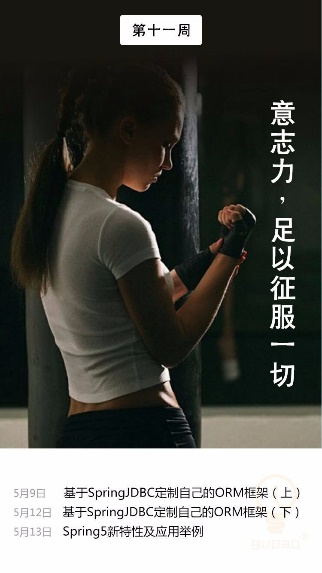 第十一周
意志力，足以征服一切
5月9日 基于SpringJDBC定制自己的ORM框架（上）
5月12日 基于SpringJDBC定制自己的ORM框架（下）
5月13日 Spring5新特性及应用举例